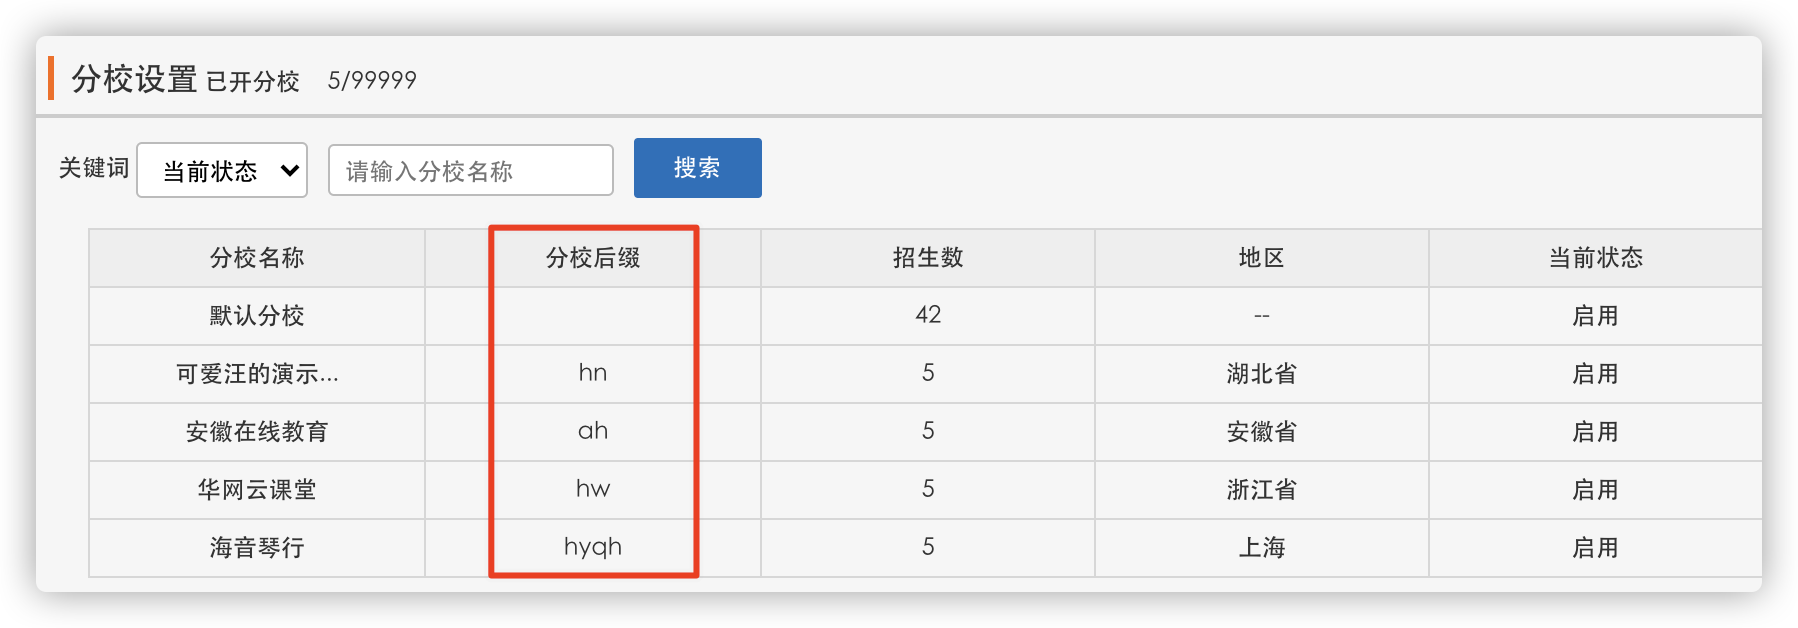 分校设置 已开分校 5/99999
关键词 当前状态 请输入分校名称 搜索
分校名称 分校后缀 招生数 地区 当前状态
默认分校 42 -- 启用
可爱汪的演示... hn 5 湖北省 启用
安徽在线教育 ah 5 安徽省 启用
华网云课堂 hw 5 浙江省 启用
海音琴行 hyqh 5 上海 启用